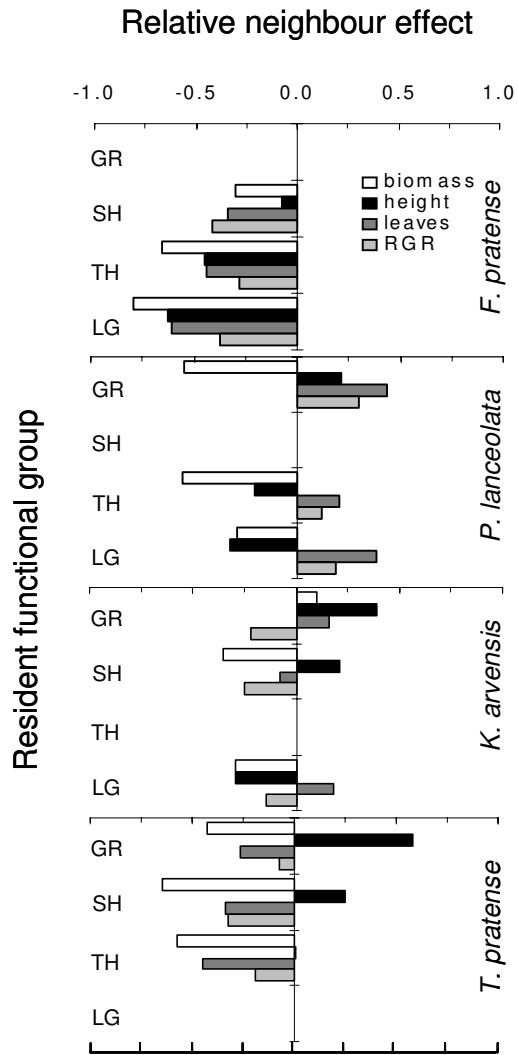 Relative neighbour effect
-1.0 -0.5 0.0 0.5 1.0
biomass
height
leaves
RGR
GR
SH
TH
LG
F. pratense
GR
SH
TH
LG
P. lanceolata
GR
SH
TH
LG
K. arvensis
GR
SH
TH
LG
T. pratense
Resident functional group